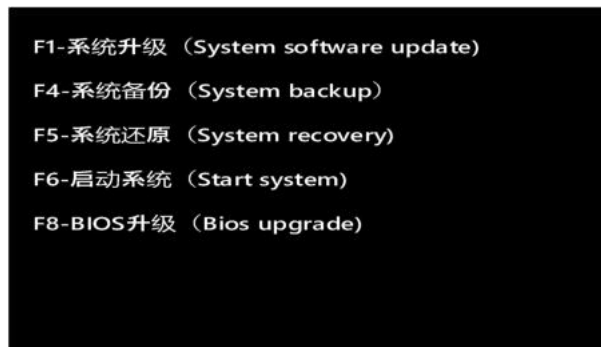 F1-系统升级（System software update)
F4-系统备份（System backup）
F5-系统还原（System recovery)
F6-启动系统（Start system)
F8-BIOS升级（Bios upgrade)